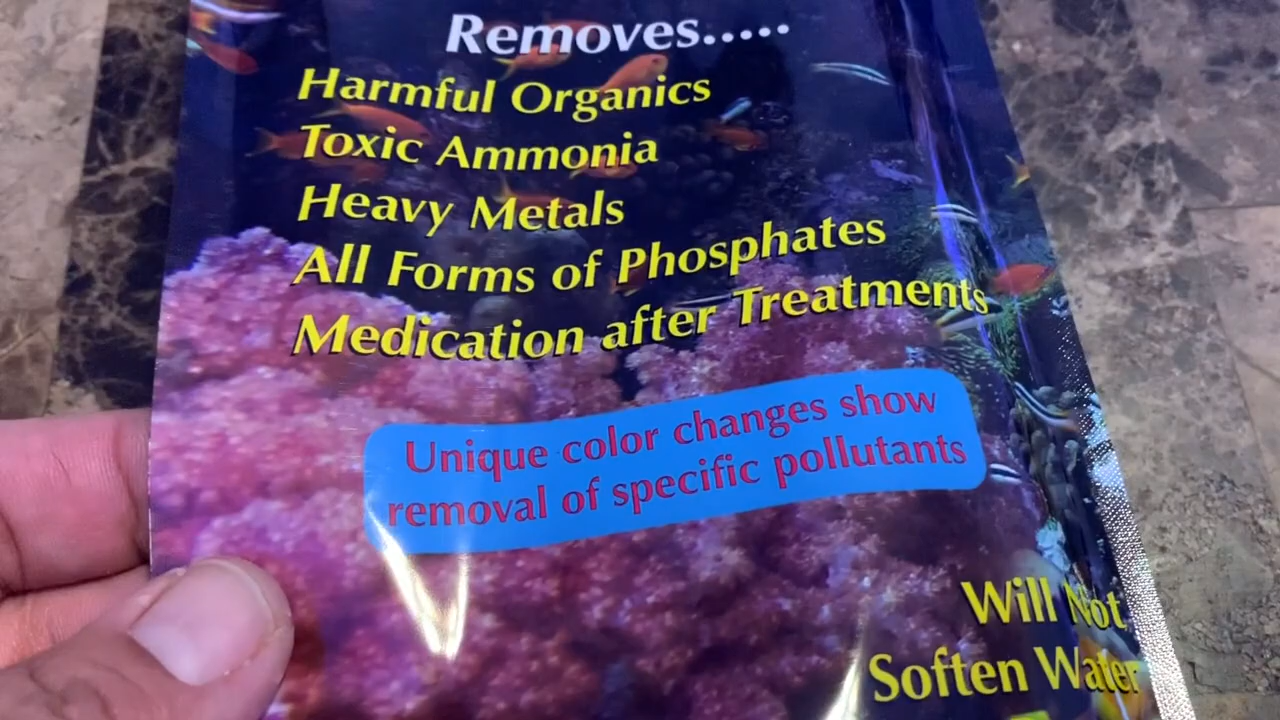 Removes.....
Harmful Organics
Toxic Ammonia
Heavy Metals
All Forms of Phosphates
Medication after Treatments
Unique color changes show
removal of specific pollutants
Will Not
Soften Water